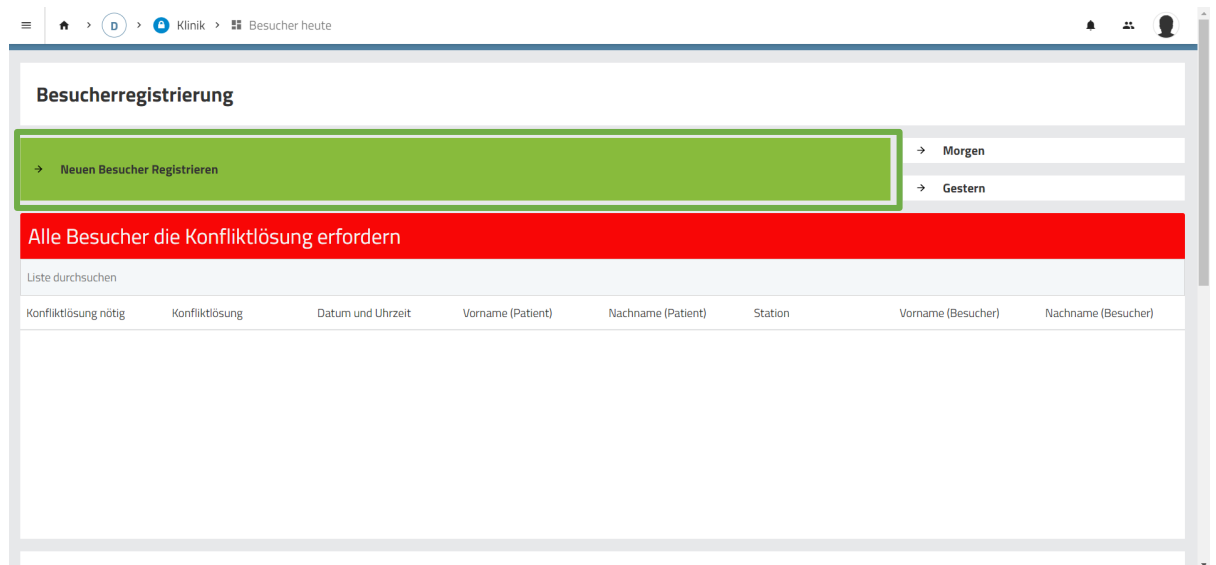 D Klinik Besucher heute
Besucherregistrierung
Neuen Besucher Registrieren
Morgen
Gestern
Alle Besucher die Konfliktlösung erfordern
Liste durchsuchen
Konfliktlösung nötig Konfliktlösung Datum und Uhrzeit Vorname (Patient) Nachname (Patient) Station Vorname (Besucher) Nachname (Besucher)